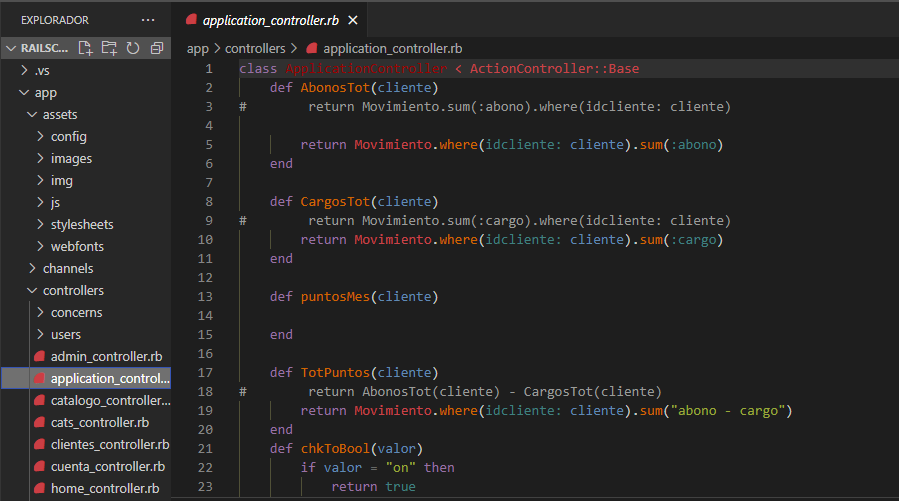 EXPLORADOR
···
application_controller.rb
RAILSC...
app > controllers > application_controller.rb
.vs
app
assets
config
images
img
js
stylesheets
webfonts
channels
controllers
concerns
users
admin_controller.rb
application_control...
catalogo_controller...
cats_controller.rb
clientes_controller.rb
cuenta_controller.rb
home_controller.rb
1 class ApplicationController < ActionController::Base
2 def AbonosTot(cliente)
3 # return Movimiento.sum(:abono).where(idcliente: cliente)
4
5 return Movimiento.where(idcliente: cliente).sum(:abono)
6 end
7
8 def CargosTot(cliente)
9 # return Movimiento.sum(:cargo).where(idcliente: cliente)
10 return Movimiento.where(idcliente: cliente).sum(:cargo)
11 end
12
13 def puntosMes(cliente)
14
15 end
16
17 def TotPuntos(cliente)
18 # return AbonosTot(cliente) - CargosTot(cliente)
19 return Movimiento.where(idcliente: cliente).sum("abono - cargo")
20 end
21 def chkToBool(valor)
22 if valor = "on" then
23 return true